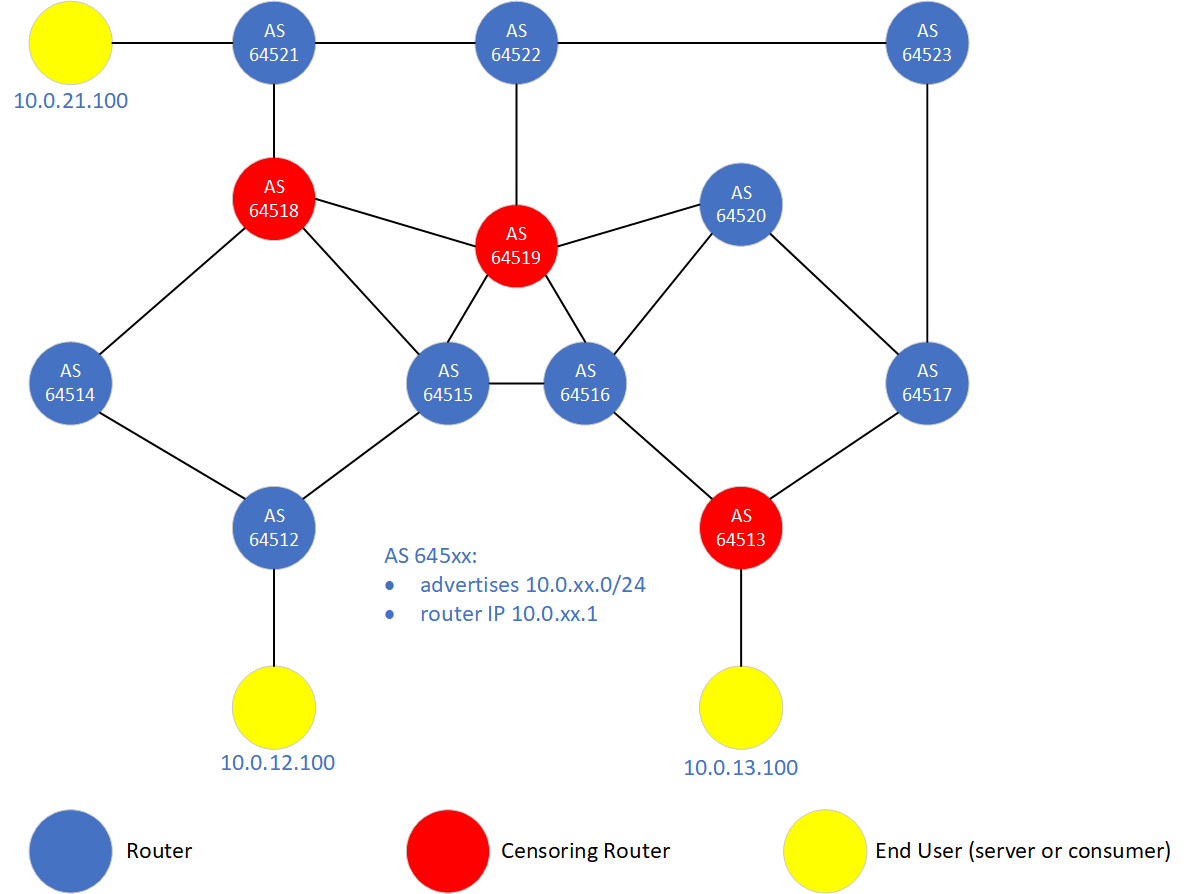 AS
64521
AS
64522
AS
64523
10.0.21.100
AS
64518
AS
64520
AS
64519
AS
64514
AS
64515
AS
64516
AS
64517
AS
64512
AS
64513
AS 645xx:
• advertises 10.0.xx.0/24
• router IP 10.0.xx.1
10.0.12.100
10.0.13.100
Router
Censoring Router
End User (server or consumer)